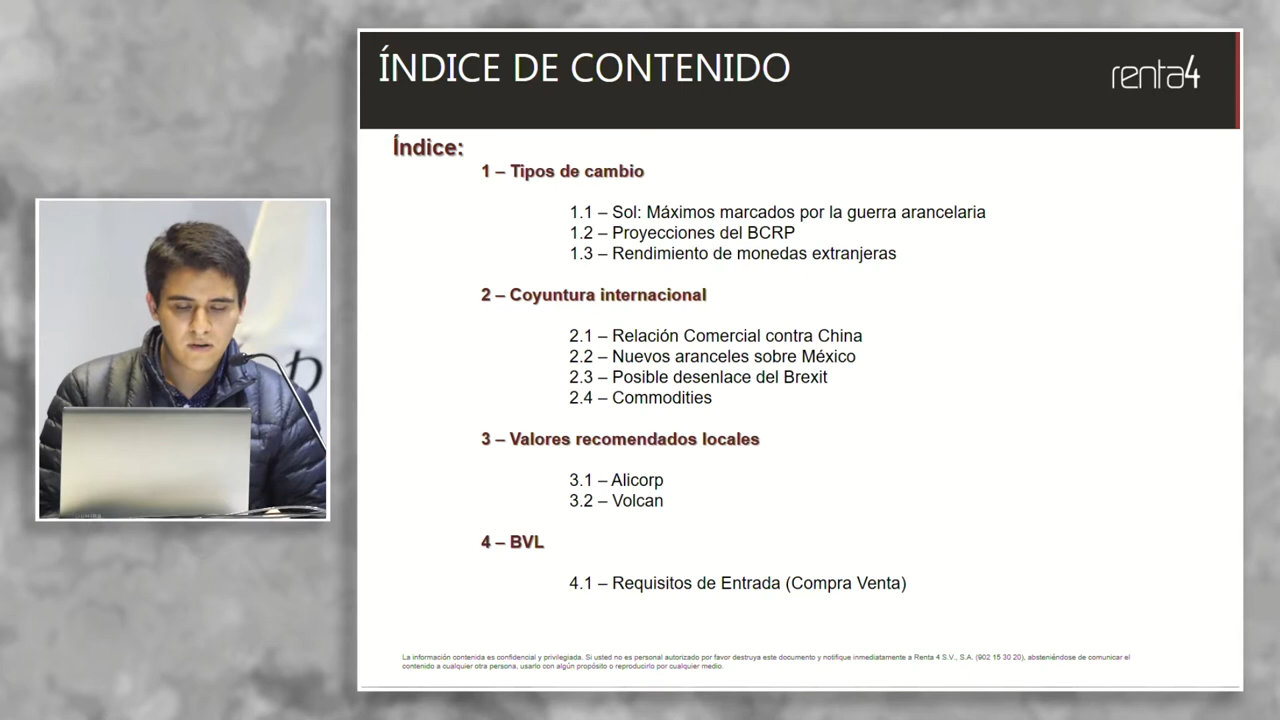 ÍNDICE DE CONTENIDO
renta4
Índice:
1 – Tipos de cambio
1.1 – Sol: Máximos marcados por la guerra arancelaria
1.2 – Proyecciones del BCRP
1.3 – Rendimiento de monedas extranjeras
2 – Coyuntura internacional
2.1 – Relación Comercial contra China
2.2 – Nuevos aranceles sobre México
2.3 – Posible desenlace del Brexit
2.4 – Commodities
3 – Valores recomendados locales
3.1 – Alicorp
3.2 – Volcan
4 – BVL
4.1 – Requisitos de Entrada (Compra Venta)
La información contenida es confidencial y privilegiada. Si usted no es personal autorizado por favor destruya este documento y notifique inmediatamente a Renta 4 S.V., S.A. (902 15 30 20), absteniéndose de comunicar el
contenido a cualquier otra persona, usarlo con algún propósito o reproducirlo por cualquier medio.